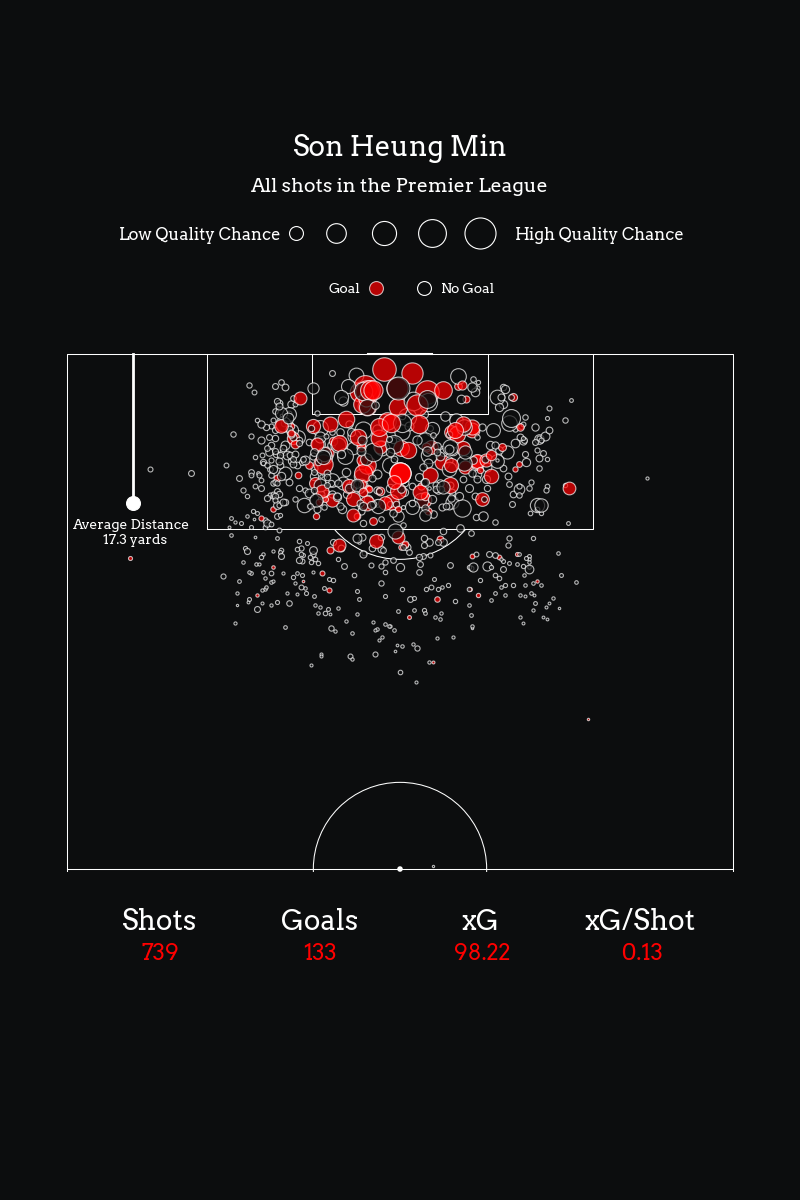 Son Heung Min
All shots in the Premier League
Low Quality Chance High Quality Chance
Goal No Goal
Average Distance
17.3 yards
Shots Goals xG xG/Shot
739 133 98.22 0.13